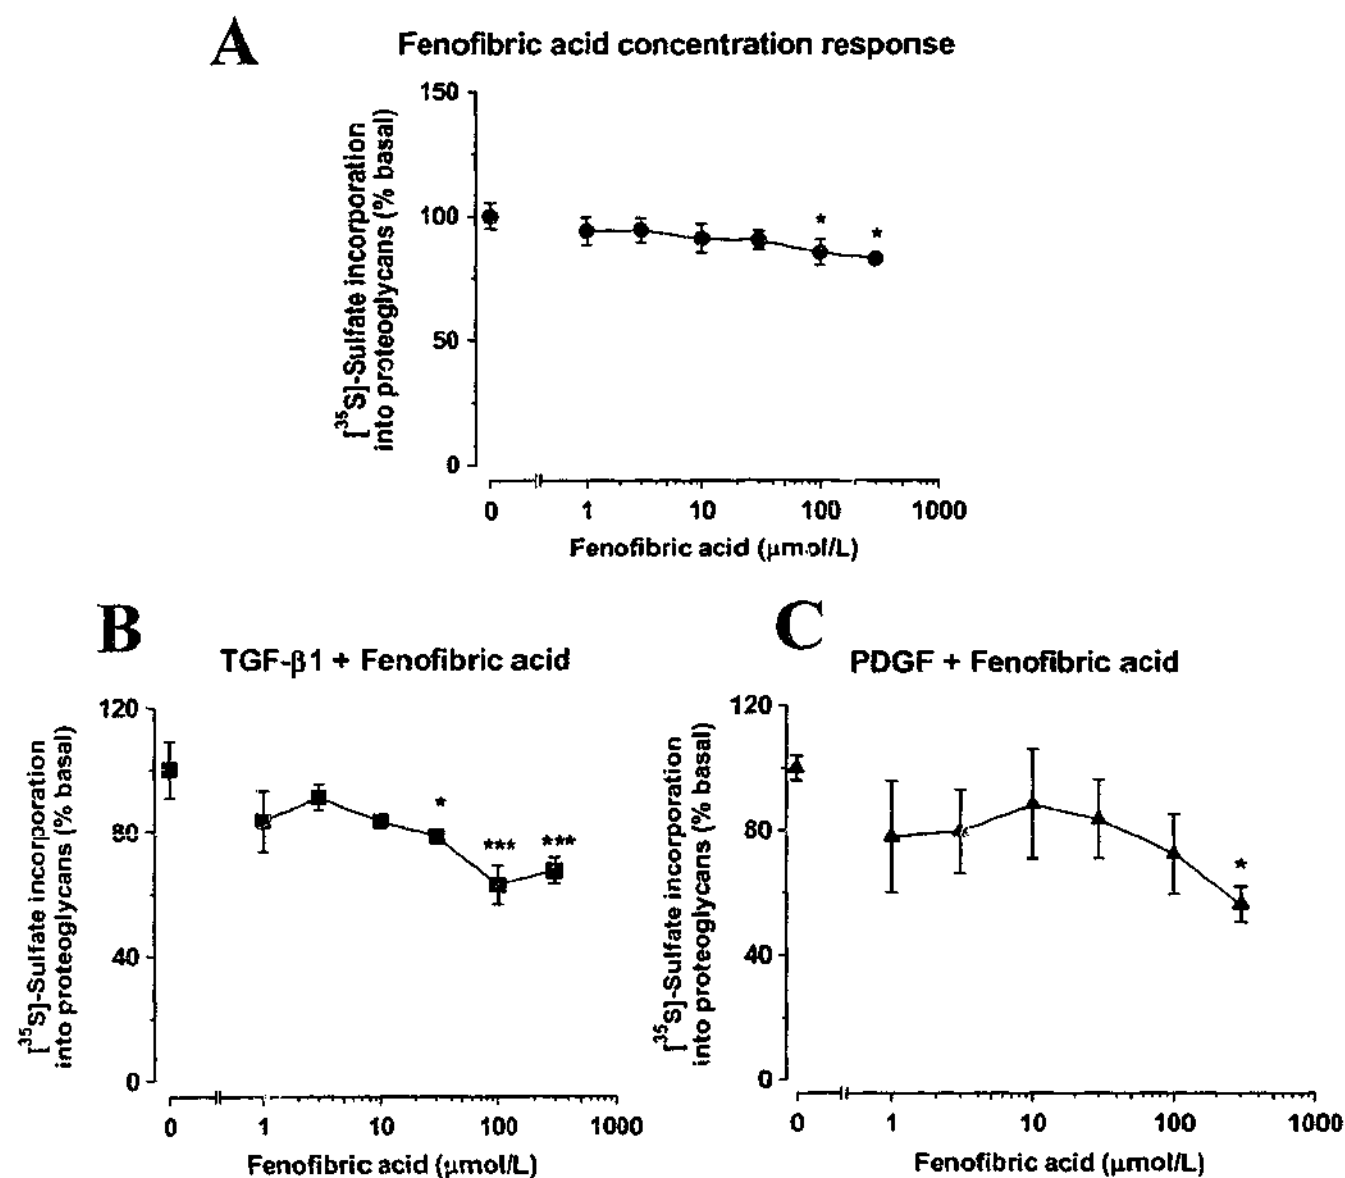 A
Fenofibric acid concentration response
[³⁵S]-Sulfate incorporation
into proteoglycans (% basal)
150
100
50
0
*
*
0 1 10 100 1000
Fenofibric acid (μmol/L)
B
TGF-β1 + Fenofibric acid
[³⁵S]-Sulfate incorporation
into proteoglycans (% basal)
120
80
40
0
*
***
***
0 1 10 100 1000
Fenofibric acid (μmol/L)
C
PDGF + Fenofibric acid
[³⁵S]-Sulfate incorporation
into proteoglycans (% basal)
120
80
40
0
*
0 1 10 100 1000
Fenofibric acid (μmol/L)